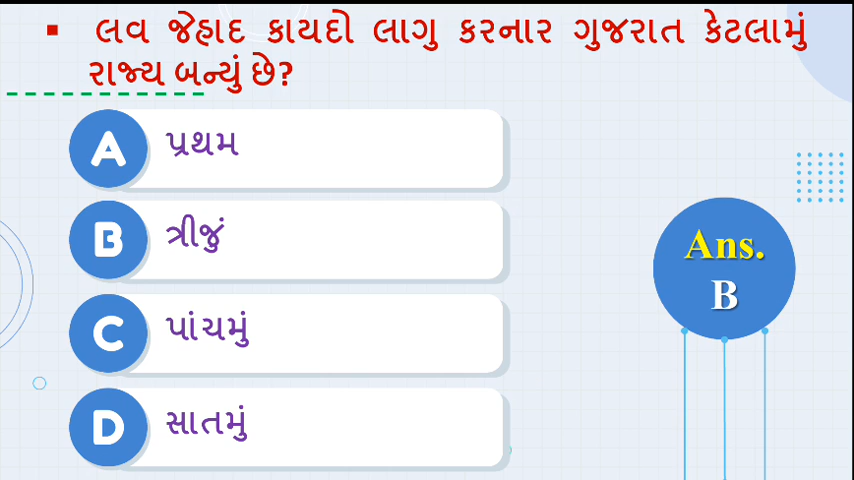 ▪ લવ જેહાદ કાયદો લાગુ કરનાર ગુજરાત કેટલામું
રાજ્ય બન્યું છે?
A પ્રથમ
B ત્રીજું
C પાંચમું
D સાતમું
Ans.
B